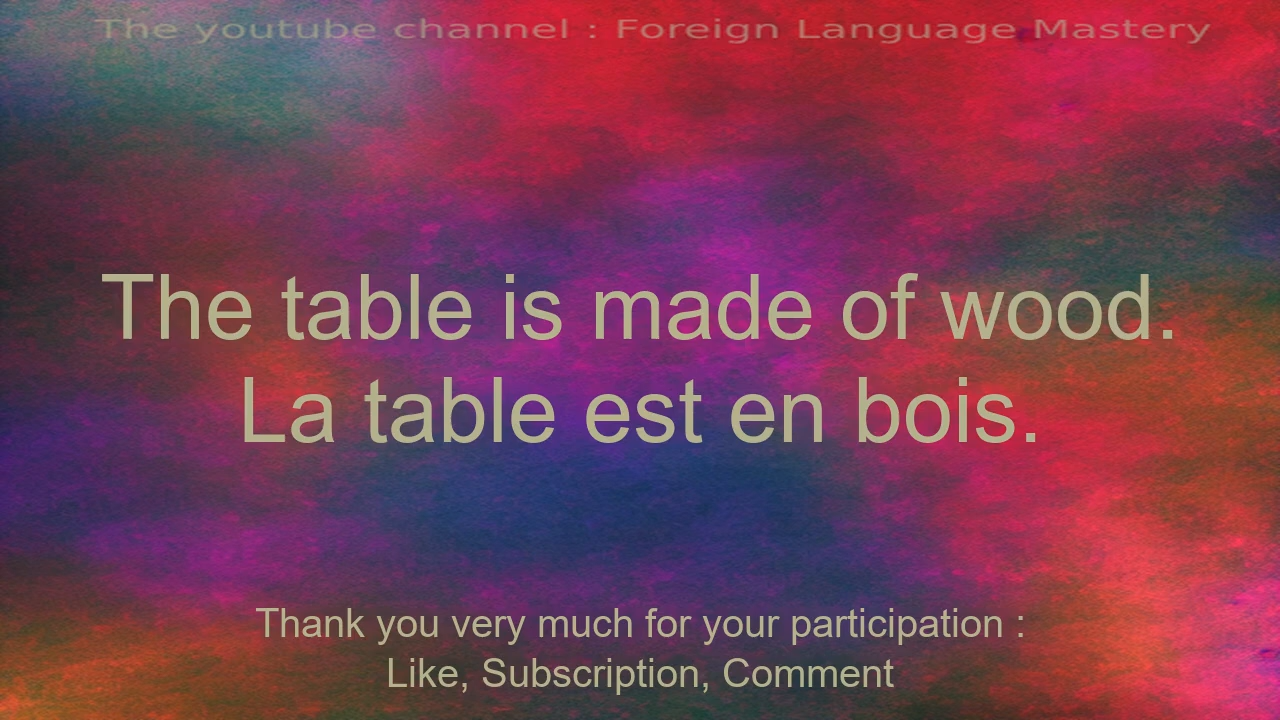 The youtube channel : Foreign Language Mastery
The table is made of wood.
La table est en bois.
Thank you very much for your participation :
Like, Subscription, Comment